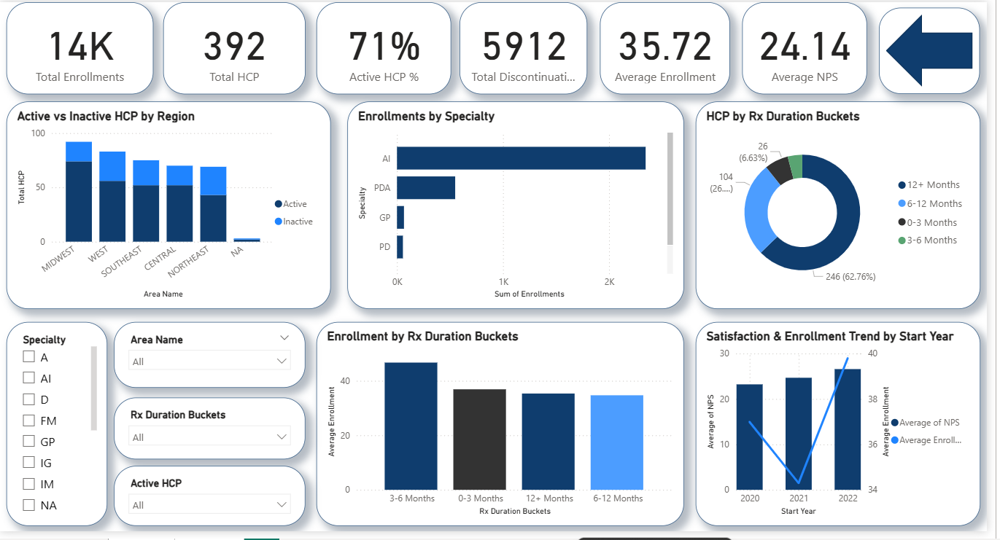 14K
Total Enrollments
392
Total HCP
71%
Active HCP %
5912
Total Discontinuati...
35.72
Average Enrollment
24.14
Average NPS
Active vs Inactive HCP by Region
100
50
0
Total HCP
MIDWEST
WEST
SOUTHEAST
CENTRAL
NORTHEAST
NA
Area Name
Active
Inactive
Enrollments by Specialty
Specialty
AI
PDA
GP
PD
0K
1K
2K
Sum of Enrollments
HCP by Rx Duration Buckets
26
(6.63%)
104
(26....)
246 (62.76%)
12+ Months
6-12 Months
0-3 Months
3-6 Months
Specialty
A
AI
D
FM
GP
IG
IM
NA
Area Name
All
Rx Duration Buckets
All
Active HCP
All
Enrollment by Rx Duration Buckets
Average Enrollment
40
20
0
3-6 Months
0-3 Months
12+ Months
6-12 Months
Rx Duration Buckets
Satisfaction & Enrollment Trend by Start Year
Average of NPS
30
20
10
0
40
38
36
34
Average Enrollment
2020
2021
2022
Start Year
Average of NPS
Average Enroll...